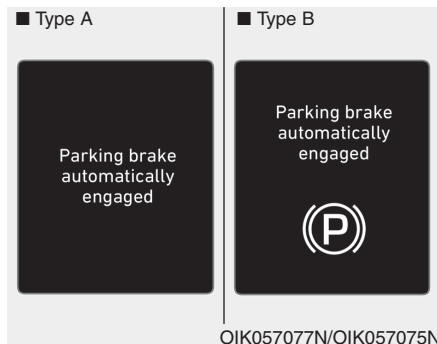 ■ Type A
Parking brake
automatically
engaged
■ Type B
Parking brake
automatically
engaged
P
OIK057077N/OIK057075N